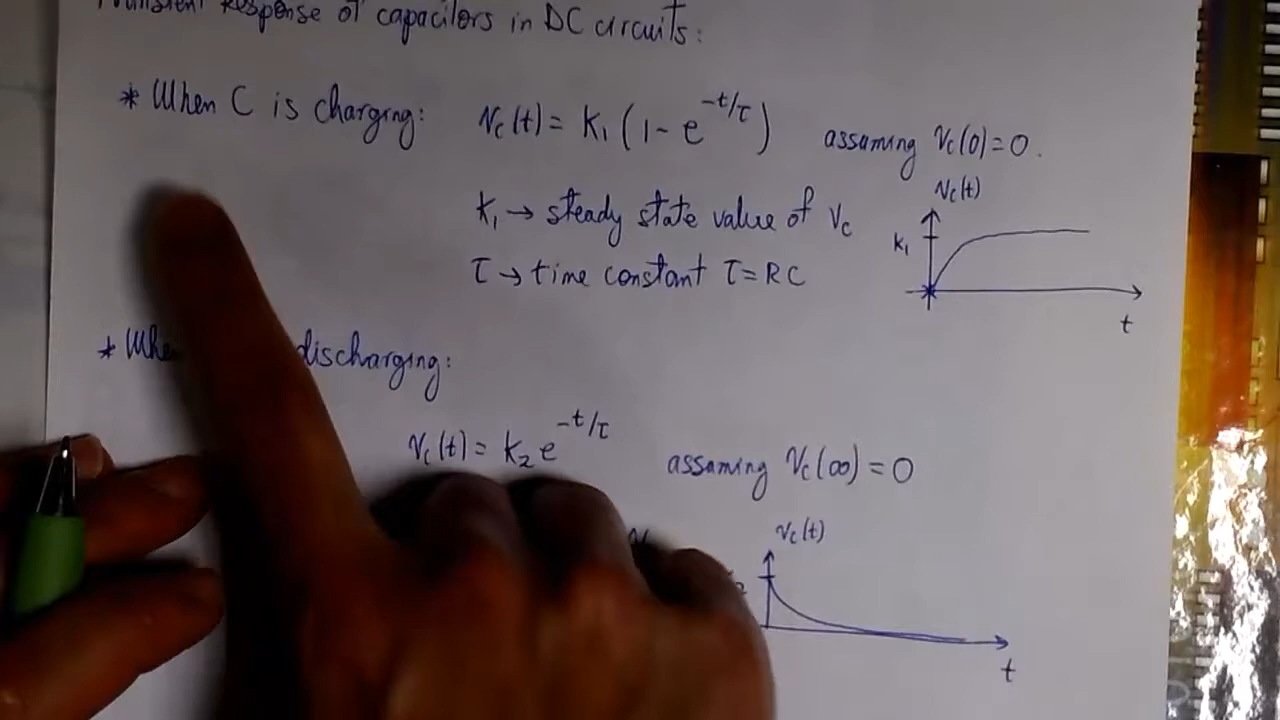 Transient Response of capacitors in DC circuits:
* When C is charging: Vc(t) = K₁ (1 - e^-t/τ) assuming Vc(0) = 0.
K₁ → steady state value of Vc
τ → time constant τ = RC
Vc(t)
K₁
t
* When discharging:
Vc(t) = K₂ e^-t/τ assuming Vc(∞) = 0
Vc(t)
t